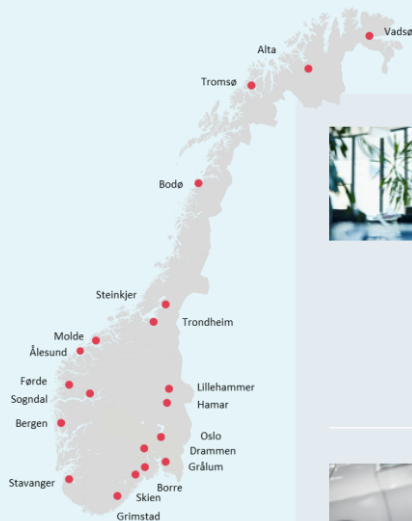 Vadsø
Alta
Tromsø
Bodø
Steinkjer
Trondheim
Molde
Ålesund
Førde
Lillehammer
Sogndal
Hamar
Bergen
Oslo
Drammen
Grålum
Stavanger
Borre
Skien
Grimstad